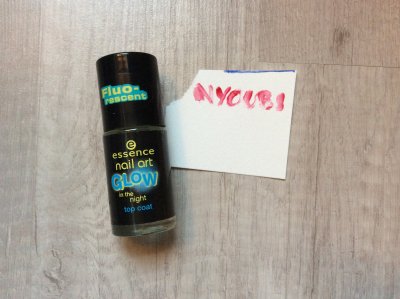 Fluo-
rescent
essence
nail art
GLOW
in the
night
top coat
NYCUBI